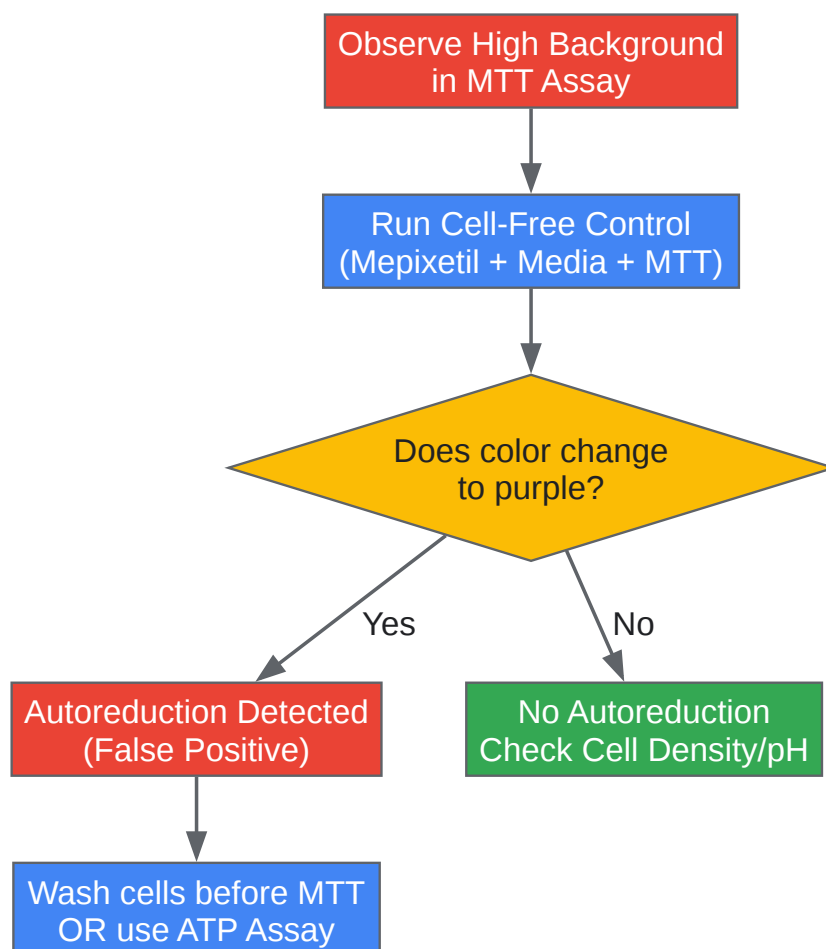 Observe High Background
in MTT Assay
Run Cell-Free Control
(Mepixetil + Media + MTT)
Does color change
to purple?
Yes
No
Autoreduction Detected
(False Positive)
No Autoreduction
Check Cell Density/pH
Wash cells before MTT
OR use ATP Assay